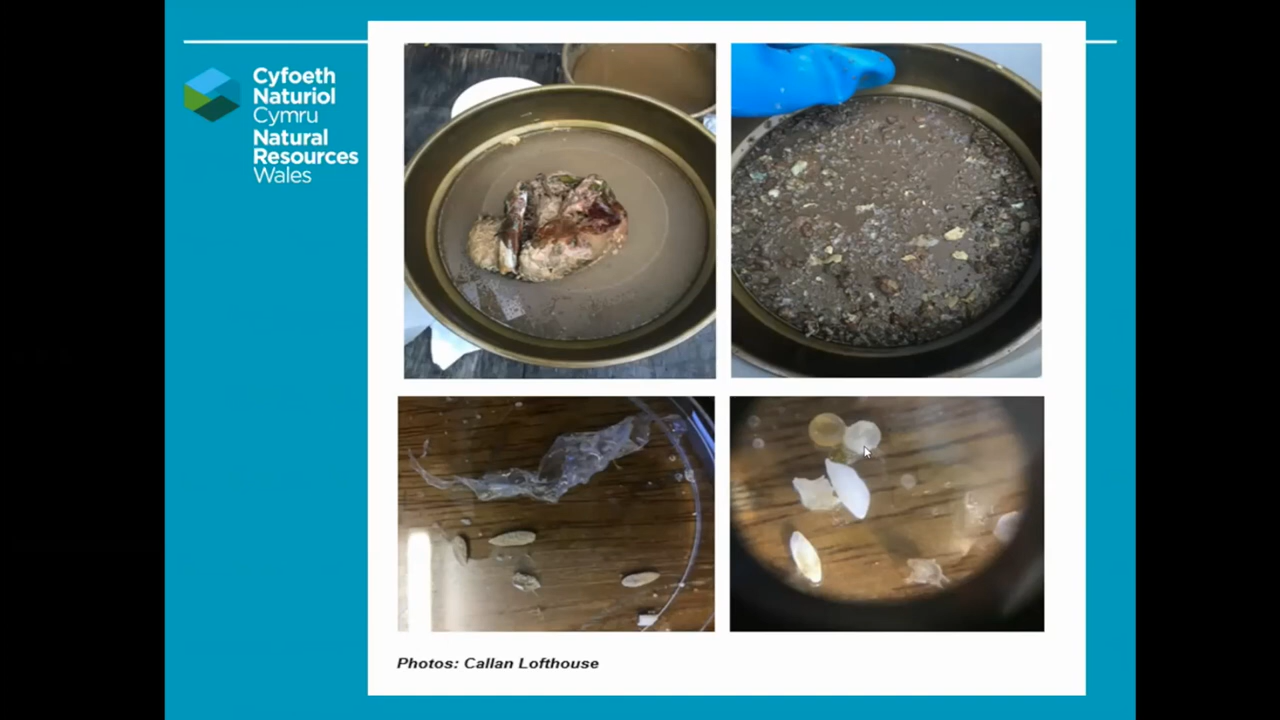 Cyfoeth
Naturiol
Cymru
Natural
Resources
Wales
Photos: Callan Lofthouse